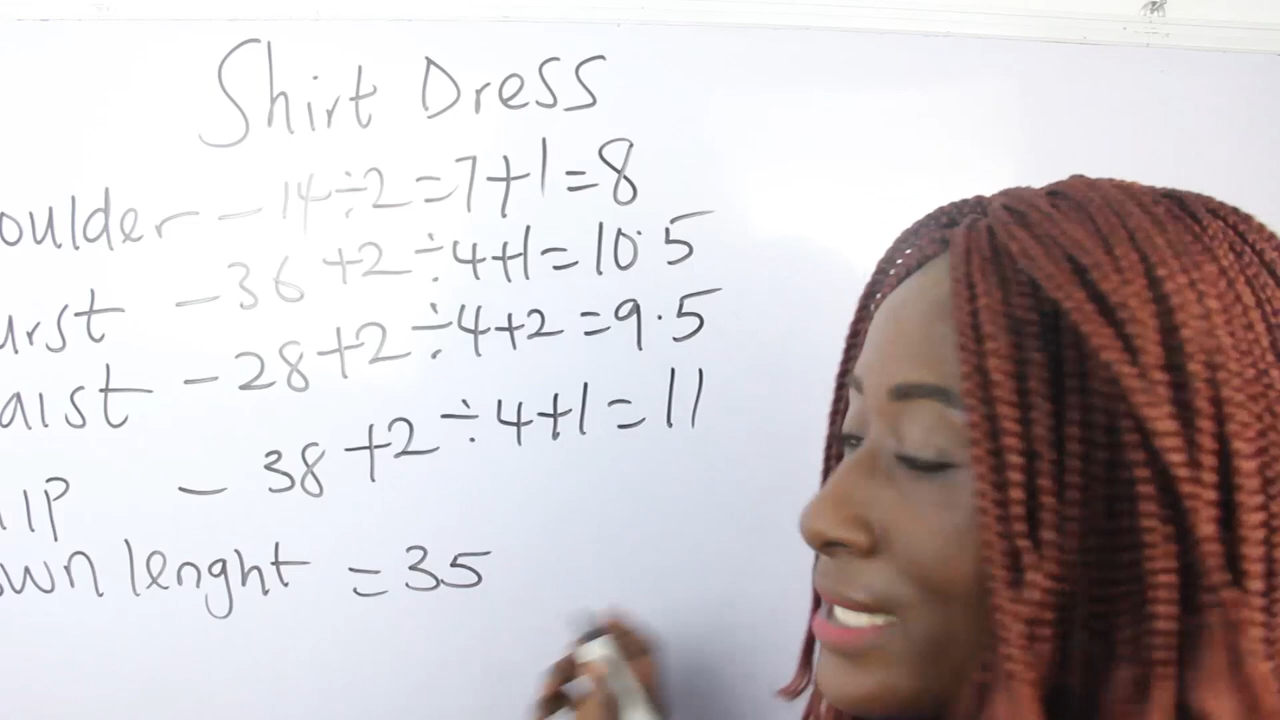 Shirt Dress
oulder - 14÷2=7+1=8
urst - 36+2÷4+1=10.5
aist - 28+2÷4+2=9.5
IP - 38+2÷4+1=11
wn lenght =35